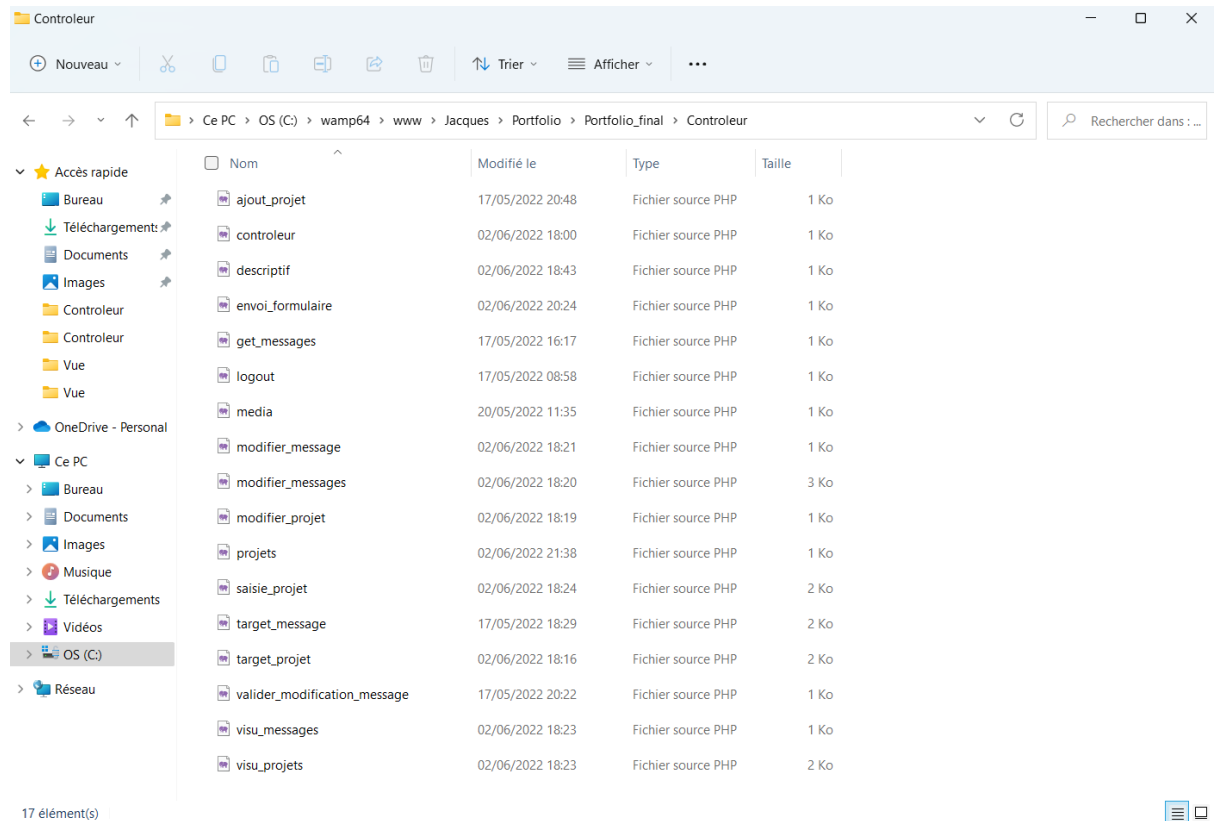 Controleur
Nouveau Trier Afficher
Ce PC > OS (C:) > wamp64 > www > Jacques > Portfolio > Portfolio_final > Controleur Rechercher dans : ...
Accès rapide
Bureau
Téléchargements
Documents
Images
Controleur
Controleur
Vue
Vue
OneDrive - Personal
Ce PC
Bureau
Documents
Images
Musique
Téléchargements
Vidéos
OS (C:)
Réseau
Nom Modifié le Type Taille
ajout_projet 17/05/2022 20:48 Fichier source PHP 1 Ko
controleur 02/06/2022 18:00 Fichier source PHP 1 Ko
descriptif 02/06/2022 18:43 Fichier source PHP 1 Ko
envoi_formulaire 02/06/2022 20:24 Fichier source PHP 1 Ko
get_messages 17/05/2022 16:17 Fichier source PHP 1 Ko
logout 17/05/2022 08:58 Fichier source PHP 1 Ko
media 20/05/2022 11:35 Fichier source PHP 1 Ko
modifier_message 02/06/2022 18:21 Fichier source PHP 1 Ko
modifier_messages 02/06/2022 18:20 Fichier source PHP 3 Ko
modifier_projet 02/06/2022 18:19 Fichier source PHP 1 Ko
projets 02/06/2022 21:38 Fichier source PHP 1 Ko
saisie_projet 02/06/2022 18:24 Fichier source PHP 2 Ko
target_message 17/05/2022 18:29 Fichier source PHP 2 Ko
target_projet 02/06/2022 18:16 Fichier source PHP 2 Ko
valider_modification_message 17/05/2022 20:22 Fichier source PHP 1 Ko
visu_messages 02/06/2022 18:23 Fichier source PHP 1 Ko
visu_projets 02/06/2022 18:23 Fichier source PHP 2 Ko
17 élément(s)